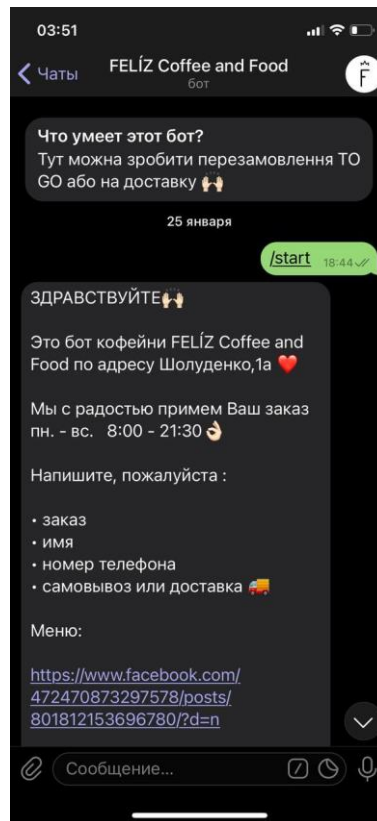 03:51
Чаты
FELÍZ Coffee and Food
бот
F
Что умеет этот бот?
Тут можна зробити перезамовлення TO
GO або на доставку 🙌🏻
25 января
/start 18:44
ЗДРАВСТВУЙТЕ🙌🏻
Это бот кофейни FELÍZ Coffee and
Food по адресу Шолуденко,1а ❤️
Мы с радостью примем Ваш заказ
пн. - вс. 8:00 - 21:30👌🏻
Напишите, пожалуйста :
• заказ
• имя
• номер телефона
• самовывоз или доставка 🚚
Меню:
https://www.facebook.com/
472470873297578/posts/
801812153696780/?d=n
Сообщение...